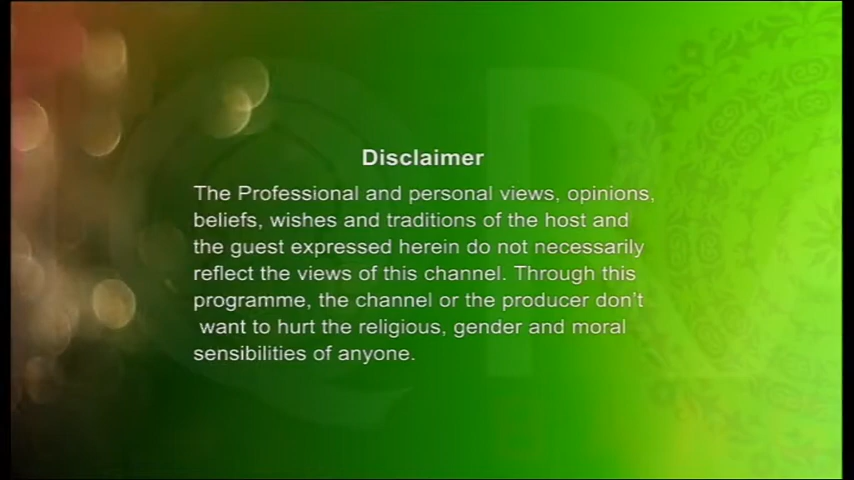 Disclaimer
The Professional and personal views, opinions,
beliefs, wishes and traditions of the host and
the guest expressed herein do not necessarily
reflect the views of this channel. Through this
programme, the channel or the producer don't
want to hurt the religious, gender and moral
sensibilities of anyone.